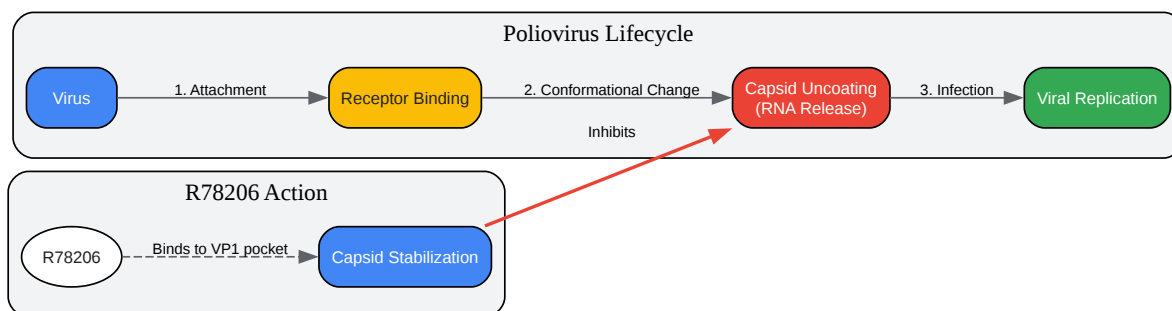 Poliovirus Lifecycle
Virus
1. Attachment
Receptor Binding
2. Conformational Change
Capsid Uncoating
(RNA Release)
3. Infection
Viral Replication
Inhibits
R78206 Action
R78206
Binds to VP1 pocket
Capsid Stabilization